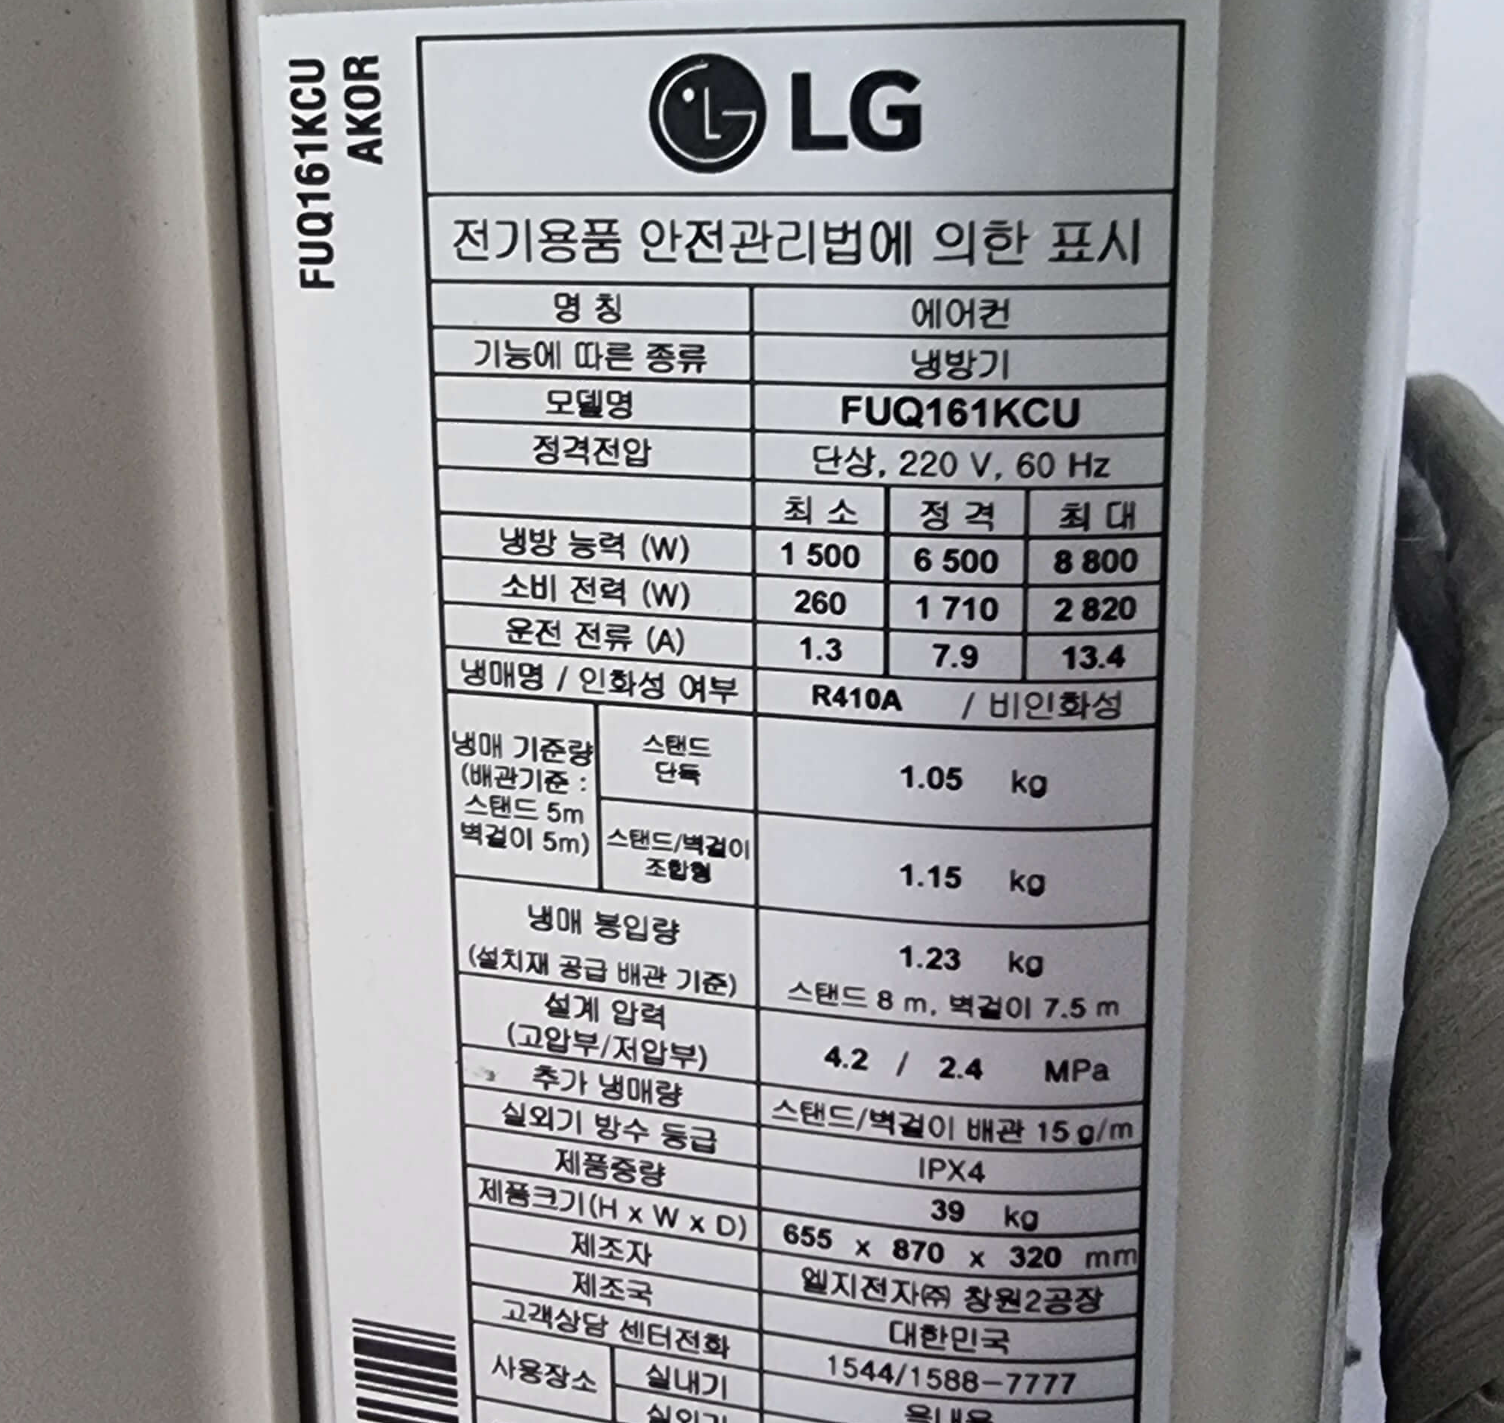 FUQ161KCU
AKOR
LG
전기용품 안전관리법에 의한 표시
명 칭 에어컨
기능에 따른 종류 냉방기
모델명 FUQ161KCU
정격전압 단상, 220 V, 60 Hz
최 소 정 격 최 대
냉방 능력 (W) 1 500 6 500 8 800
소비 전력 (W) 260 1 710 2 820
운전 전류 (A) 1.3 7.9 13.4
냉매명 / 인화성 여부 R410A / 비인화성
냉매 기준량
(배관기준 :
스탠드 5m
벽걸이 5m)
스탠드
단독
1.05 kg
스탠드/벽걸이
조합형
1.15 kg
냉매 봉입량
(설치재 공급 배관 기준)
1.23 kg
스탠드 8 m, 벽걸이 7.5 m
설계 압력
(고압부/저압부)
4.2 / 2.4 MPa
추가 냉매량 스탠드/벽걸이 배관 15 g/m
실외기 방수 등급 IPX4
제품중량 39 kg
제품크기(H x W x D) 655 x 870 x 320 mm
제조자 엘지전자㈜ 창원2공장
제조국 대한민국
고객상담 센터전화 1544/1588-7777
사용장소 실내기 옥내용
실외기